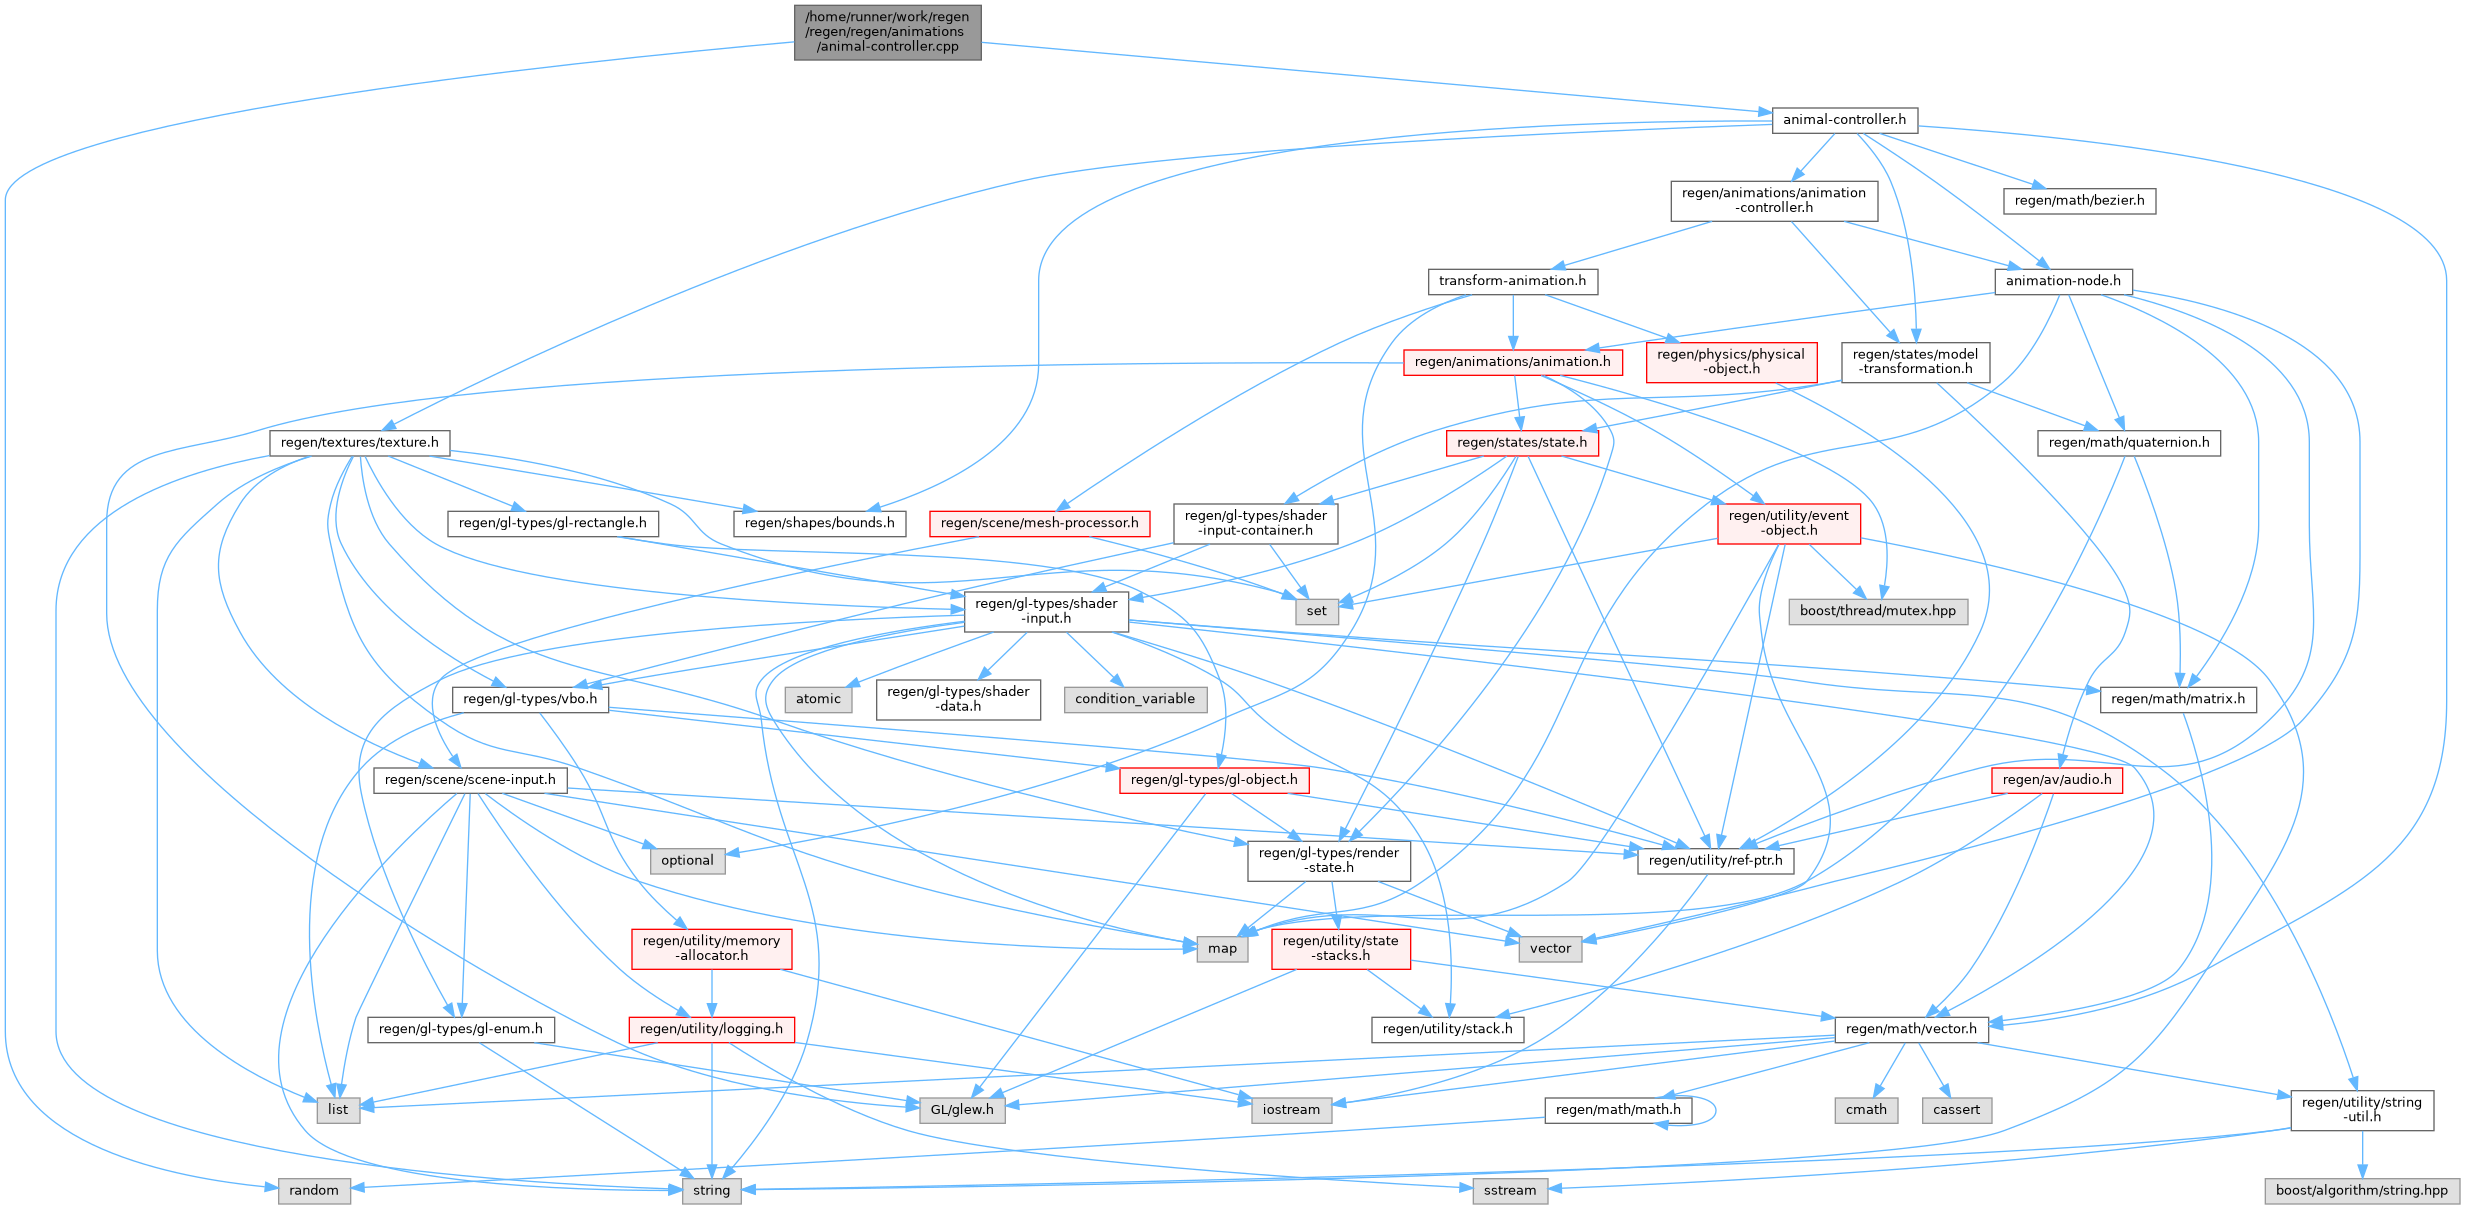 /home/runner/work/regen
/regen/regen/animations
/animal-controller.cpp
animal-controller.h
regen/animations/animation
-controller.h
regen/math/bezier.h
transform-animation.h
animation-node.h
regen/animations/animation.h
regen/physics/physical
-object.h
regen/states/model
-transformation.h
regen/textures/texture.h
regen/states/state.h
regen/math/quaternion.h
regen/gl-types/gl-rectangle.h
regen/shapes/bounds.h
regen/scene/mesh-processor.h
regen/gl-types/shader
-input-container.h
regen/utility/event
-object.h
regen/gl-types/shader
-input.h
set
boost/thread/mutex.hpp
regen/gl-types/vbo.h
atomic
regen/gl-types/shader
-data.h
condition_variable
regen/math/matrix.h
regen/scene/scene-input.h
regen/gl-types/gl-object.h
regen/av/audio.h
optional
regen/gl-types/render
-state.h
regen/utility/ref-ptr.h
regen/utility/memory
-allocator.h
map
regen/utility/state
-stacks.h
vector
regen/gl-types/gl-enum.h
regen/utility/logging.h
regen/utility/stack.h
regen/math/vector.h
list
GL/glew.h
iostream
regen/math/math.h
cmath
cassert
regen/utility/string
-util.h
random
string
sstream
boost/algorithm/string.hpp